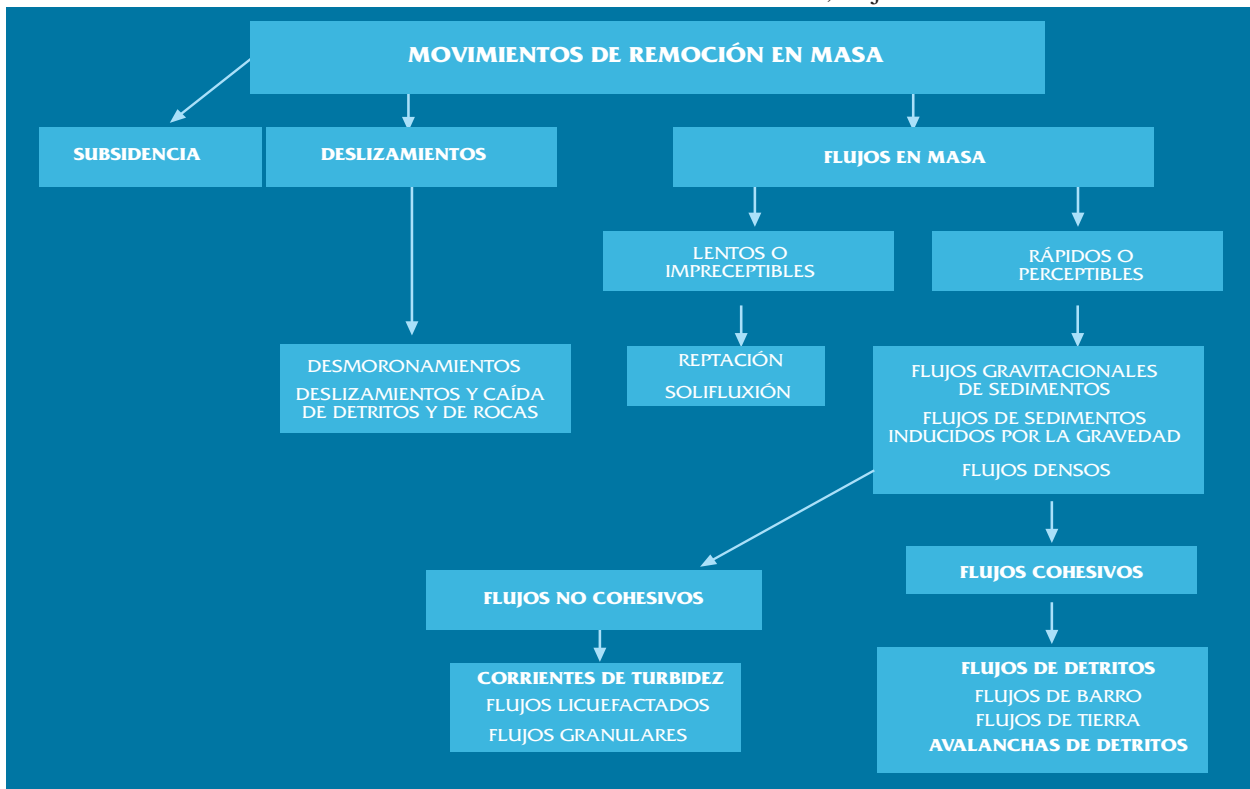 MOVIMIENTOS DE REMOCIÓN EN MASA
SUBSIDENCIA
DESLIZAMIENTOS
FLUJOS EN MASA
LENTOS O
IMPRECEPTIBLES
RÁPIDOS O
PERCEPTIBLES
DESMORONAMIENTOS
DESLIZAMIENTOS Y CAÍDA
DE DETRITOS Y DE ROCAS
REPTACIÓN
SOLIFLUXIÓN
FLUJOS GRAVITACIONALES
DE SEDIMENTOS
FLUJOS DE SEDIMENTOS
INDUCIDOS POR LA GRAVEDAD
FLUJOS DENSOS
FLUJOS NO COHESIVOS
FLUJOS COHESIVOS
CORRIENTES DE TURBIDEZ
FLUJOS LICUEFACTADOS
FLUJOS GRANULARES
FLUJOS DE DETRITOS
FLUJOS DE BARRO
FLUJOS DE TIERRA
AVALANCHAS DE DETRITOS